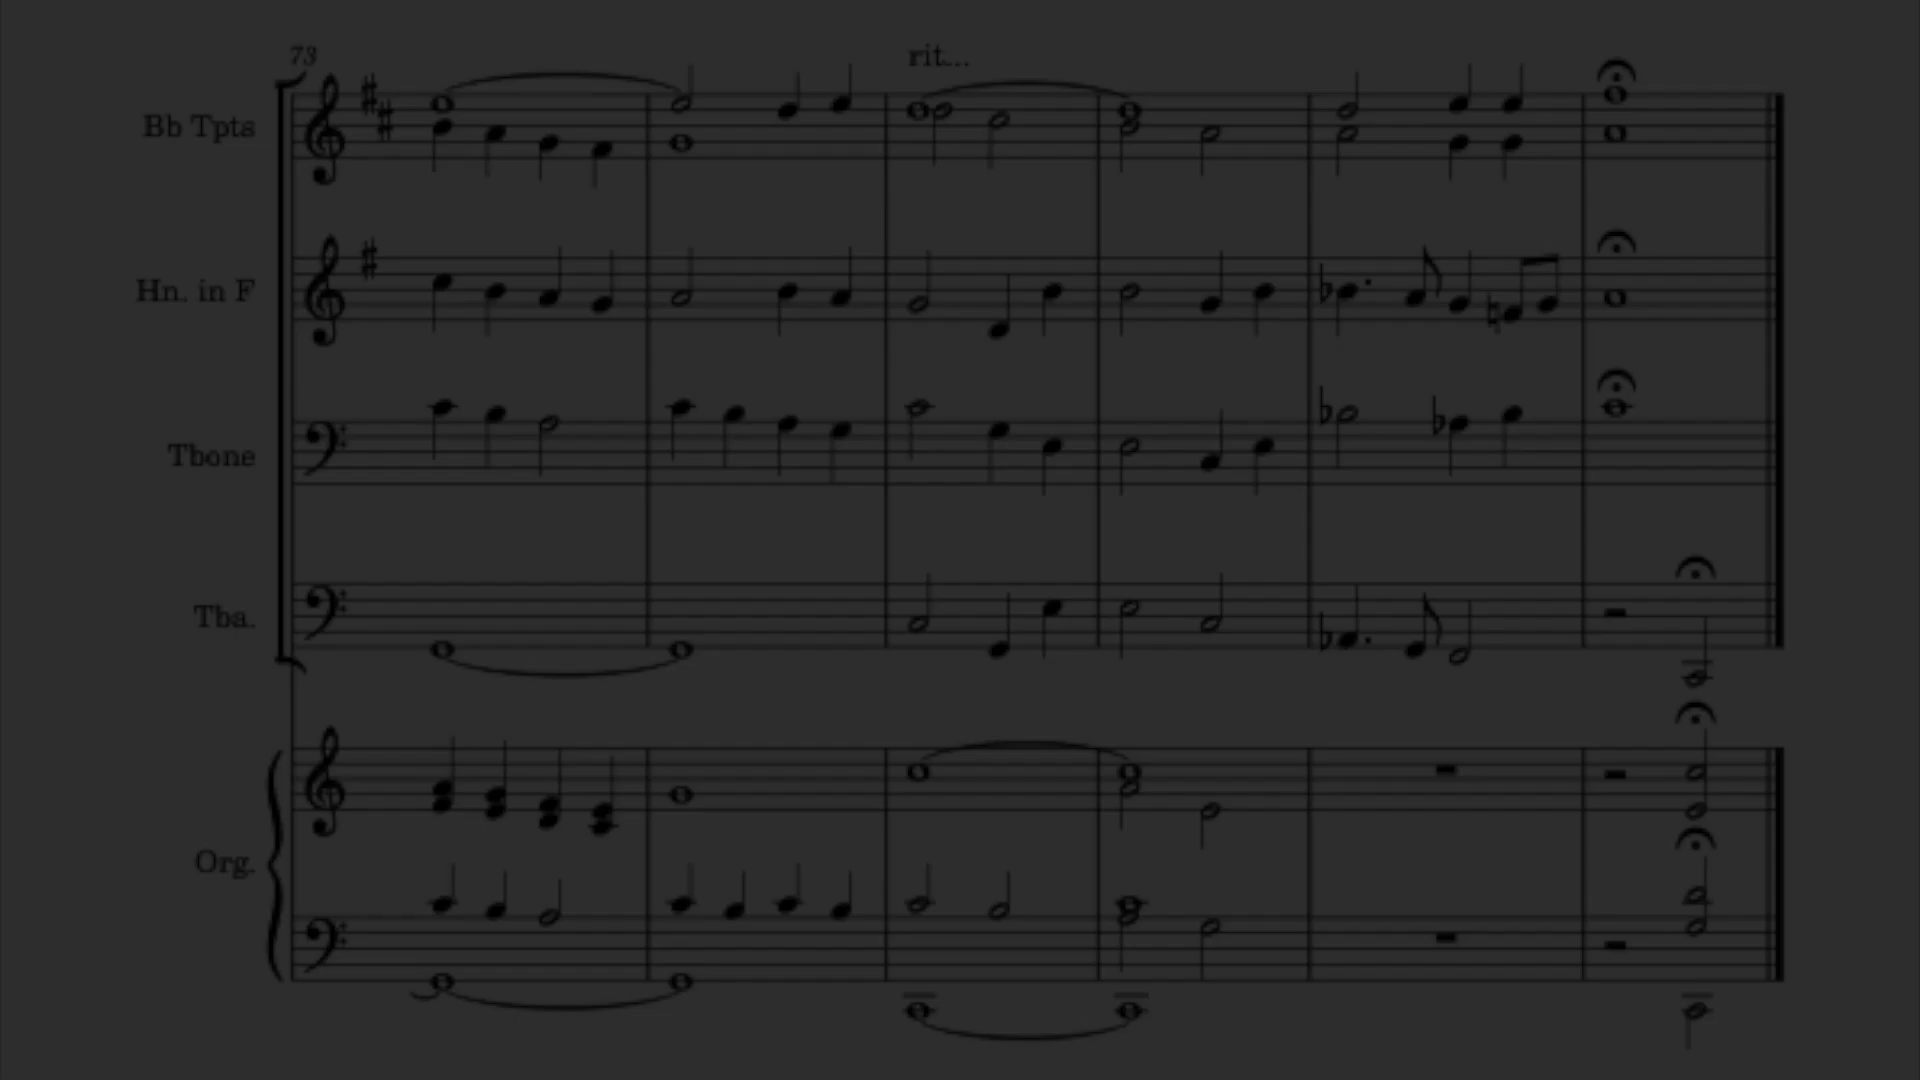 73
rit...
Bb Tpts
Hn. in F
Tbone
Tba.
Org.